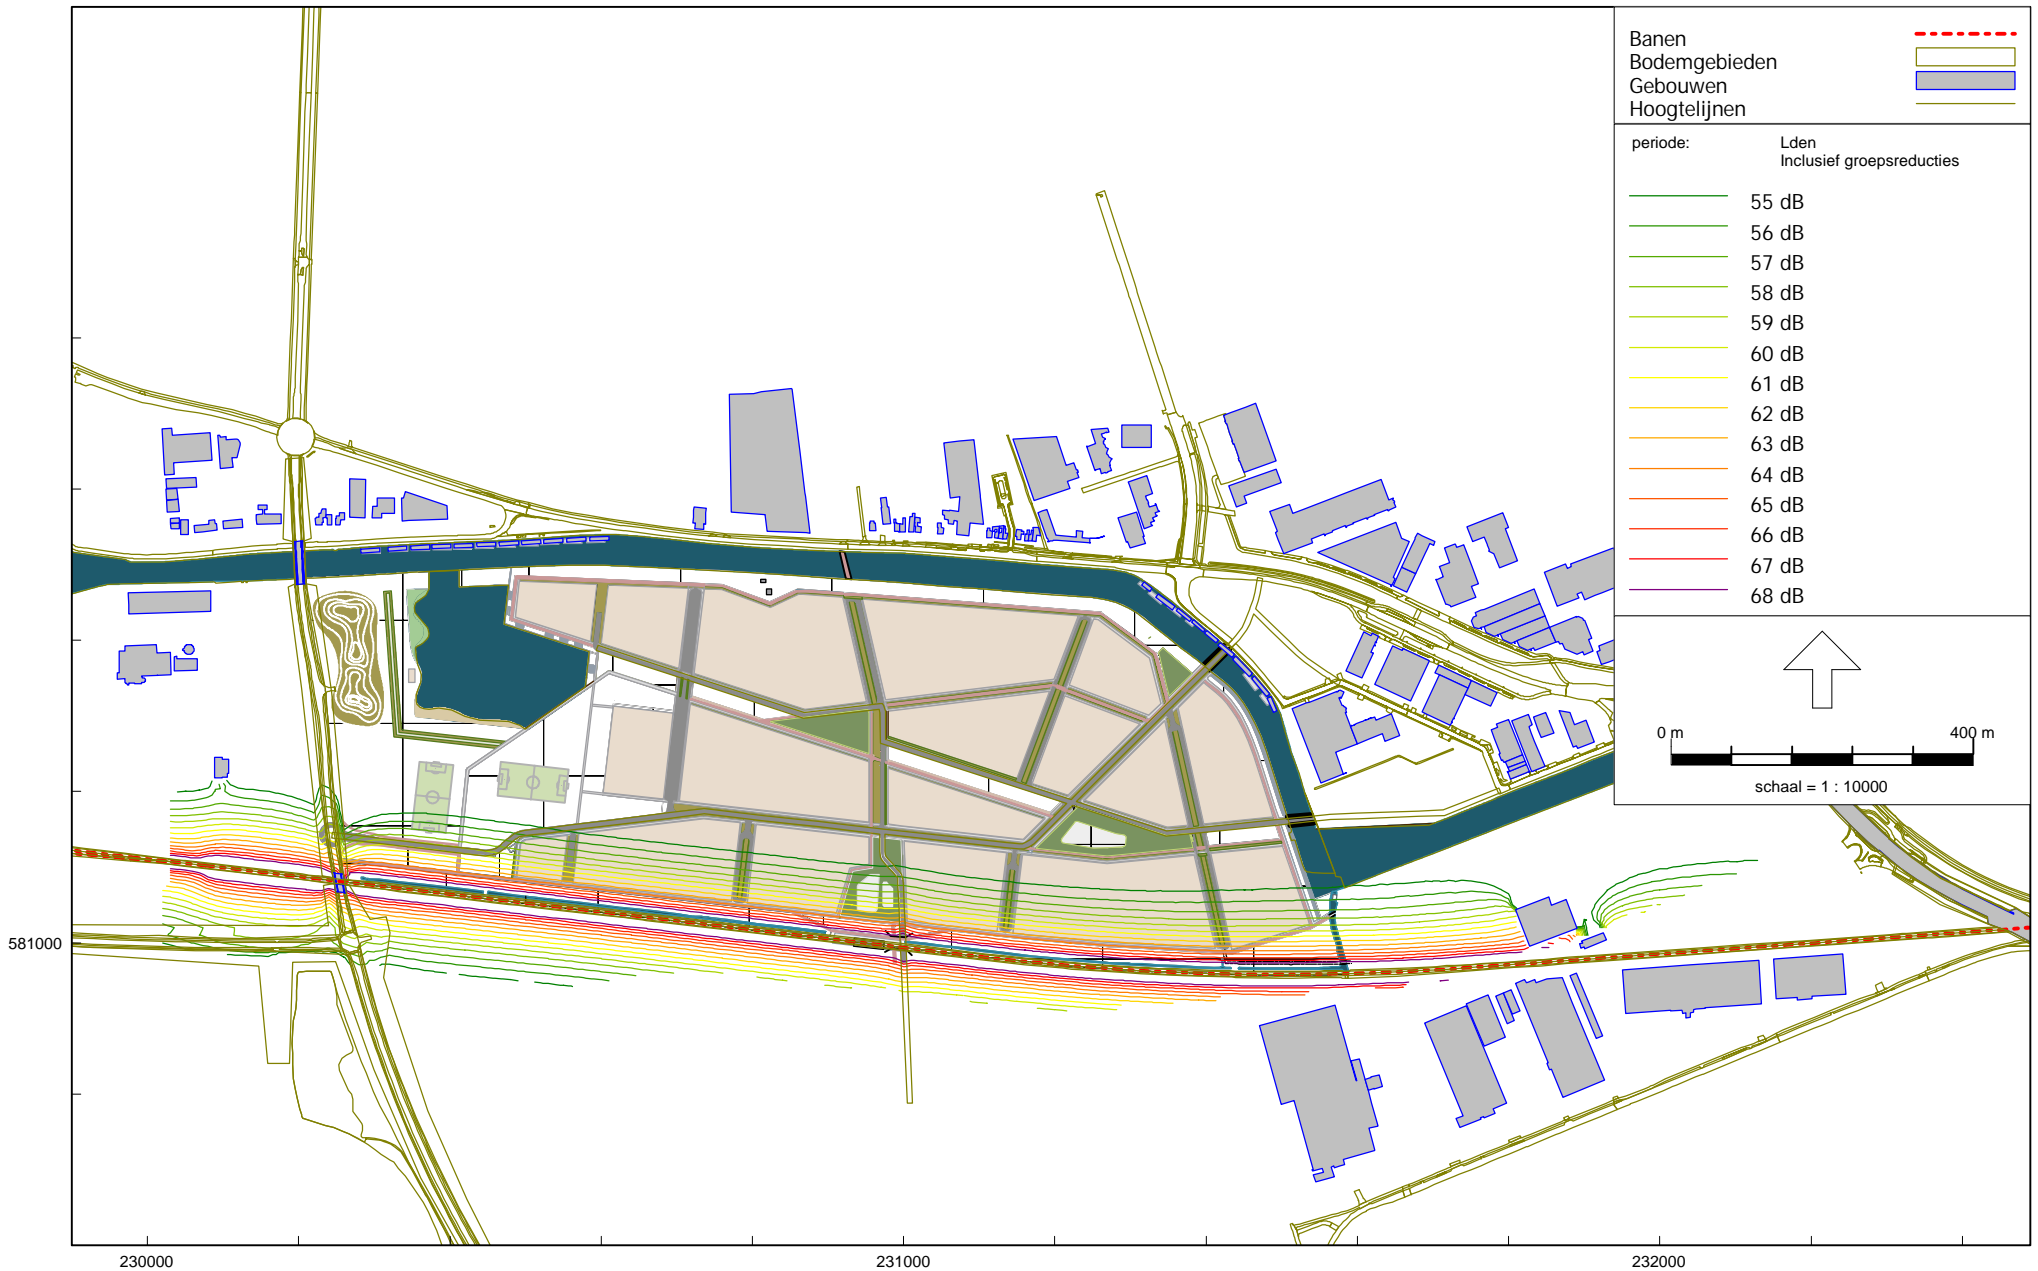 Banen
Bodemgebieden
Gebouwen
Hoogtelijnen
periode: Lden
Inclusief groepsreducties
55 dB
56 dB
57 dB
58 dB
59 dB
60 dB
61 dB
62 dB
63 dB
64 dB
65 dB
66 dB
67 dB
68 dB
0 m 400 m
schaal = 1 : 10000
581000
230000 231000 232000